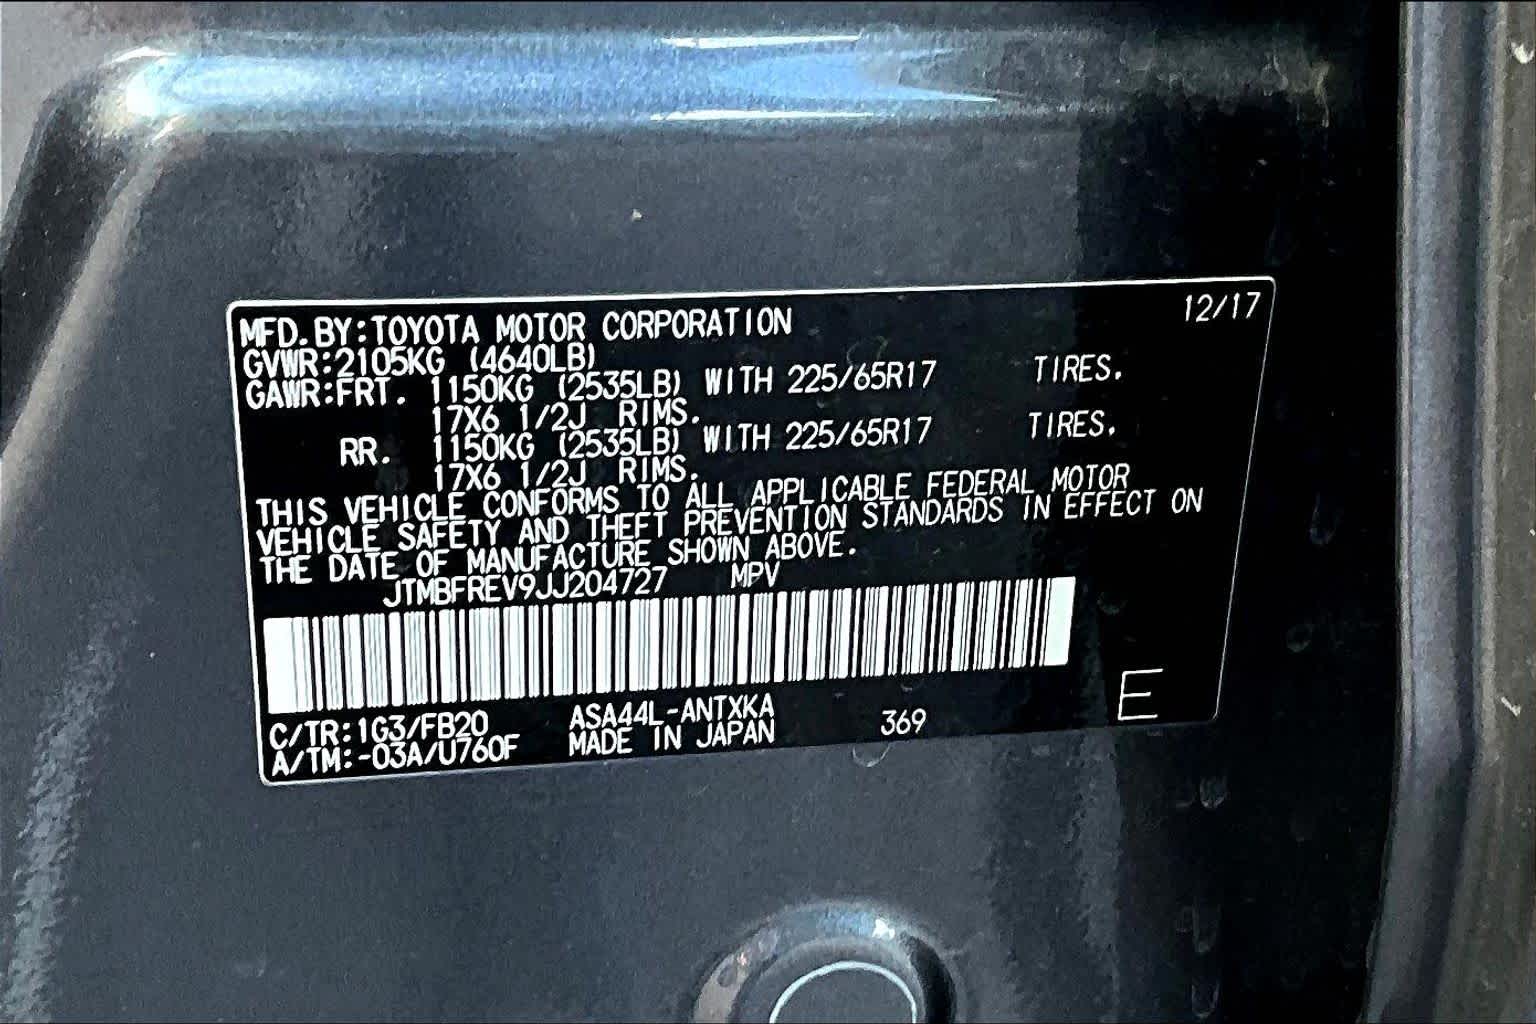 MFD.BY:TOYOTA MOTOR CORPORATION 12/17
GVWR:2105KG (4640LB)
GAWR:FRT. 1150KG (2535LB) WITH 225/65R17 TIRES.
17X6 1/2J RIMS.
RR. 1150KG (2535LB) WITH 225/65R17 TIRES.
17X6 1/2J RIMS.
THIS VEHICLE CONFORMS TO ALL APPLICABLE FEDERAL MOTOR
VEHICLE SAFETY AND THEFT PREVENTION STANDARDS IN EFFECT ON
THE DATE OF MANUFACTURE SHOWN ABOVE.
JTMBFREV9JJ204727 MPV
C/TR:1G3/FB20 ASA44L-ANTXKA 369 E
A/TM:-03A/U760F MADE IN JAPAN